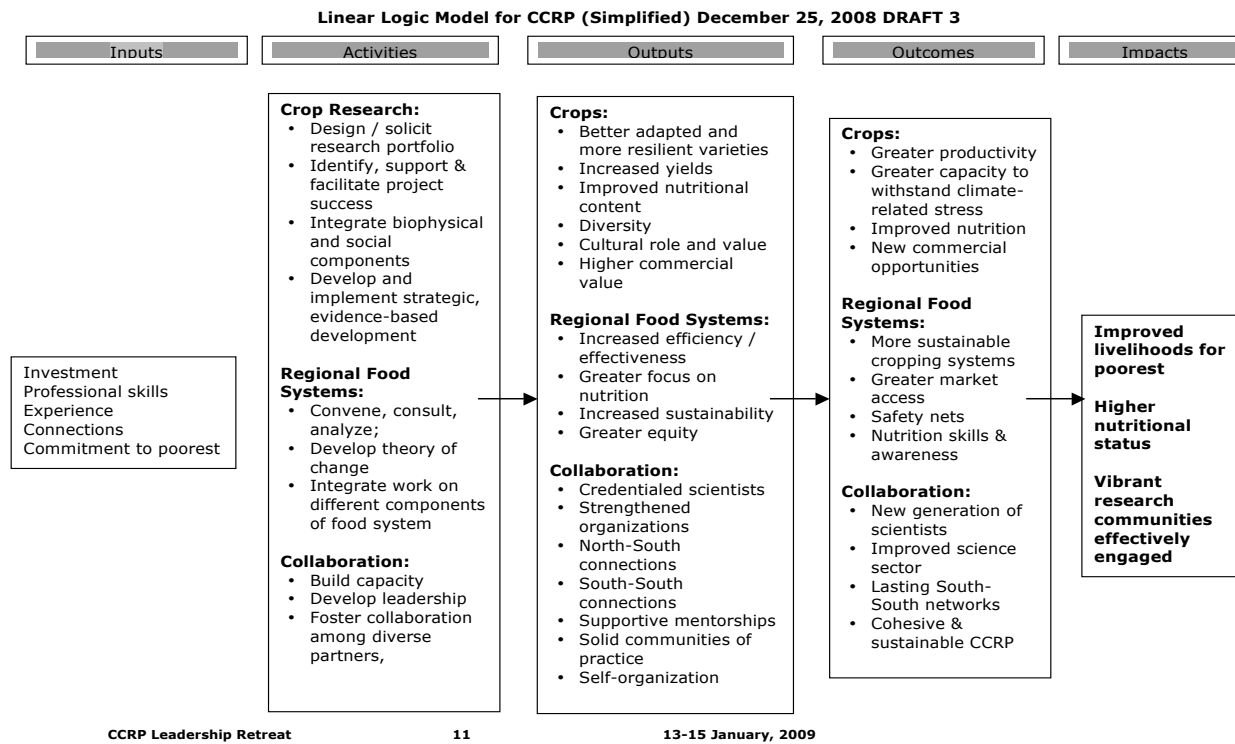 Linear Logic Model for CCRP (Simplified) December 25, 2008 DRAFT 3
Inputs
Activities
Outputs
Outcomes
Impacts
Investment
Professional skills
Experience
Connections
Commitment to poorest
Crop Research:
• Design / solicit
research portfolio
• Identify, support &
facilitate project
success
• Integrate biophysical
and social
components
• Develop and
implement strategic,
evidence-based
development
Regional Food
Systems:
• Convene, consult,
analyze;
• Develop theory of
change
• Integrate work on
different components
of food system
Collaboration:
• Build capacity
• Develop leadership
• Foster collaboration
among diverse
partners,
Crops:
• Better adapted and
more resilient varieties
• Increased yields
• Improved nutritional
content
• Diversity
• Cultural role and value
• Higher commercial
value
Regional Food Systems:
• Increased efficiency /
effectiveness
• Greater focus on
nutrition
• Increased sustainability
• Greater equity
Collaboration:
• Credentialed scientists
• Strengthened
organizations
• North-South
connections
• South-South
connections
• Supportive mentorships
• Solid communities of
practice
• Self-organization
Crops:
• Greater productivity
• Greater capacity to
withstand climate-
related stress
• Improved nutrition
• New commercial
opportunities
Regional Food
Systems:
• More sustainable
cropping systems
• Greater market
access
• Safety nets
• Nutrition skills &
awareness
Collaboration:
• New generation of
scientists
• Improved science
sector
• Lasting South-
South networks
• Cohesive &
sustainable CCRP
Improved
livelihoods for
poorest
Higher
nutritional
status
Vibrant
research
communities
effectively
engaged
CCRP Leadership Retreat 11 13-15 January, 2009